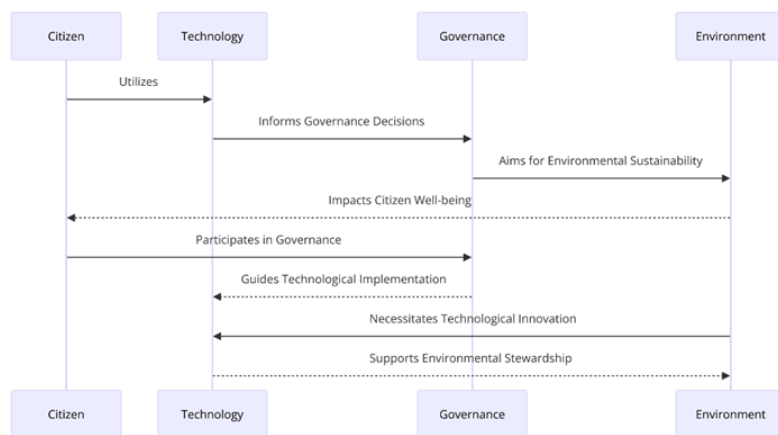 Citizen
Technology
Governance
Environment
Utilizes
Informs Governance Decisions
Aims for Environmental Sustainability
Impacts Citizen Well-being
Participates in Governance
Guides Technological Implementation
Necessitates Technological Innovation
Supports Environmental Stewardship
Citizen
Technology
Governance
Environment